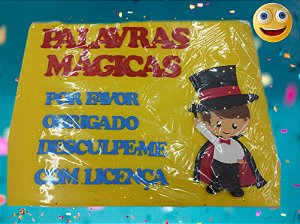 PALAVRAS
MÁGICAS
POR FAVOR
OBRIGADO
DESCULPE-ME
COM LICENÇA